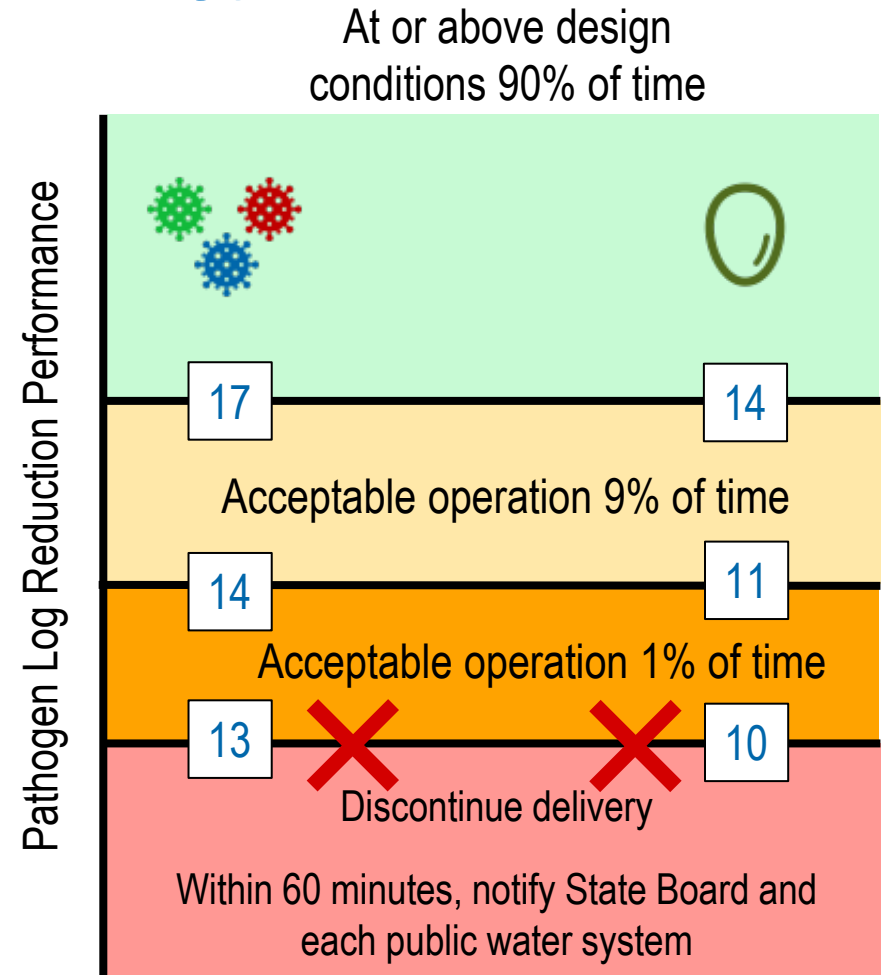 At or above design
conditions 90% of time
Pathogen Log Reduction Performance
17
14
Acceptable operation 9% of time
14
11
Acceptable operation 1% of time
13
10
Discontinue delivery
Within 60 minutes, notify State Board and
each public water system